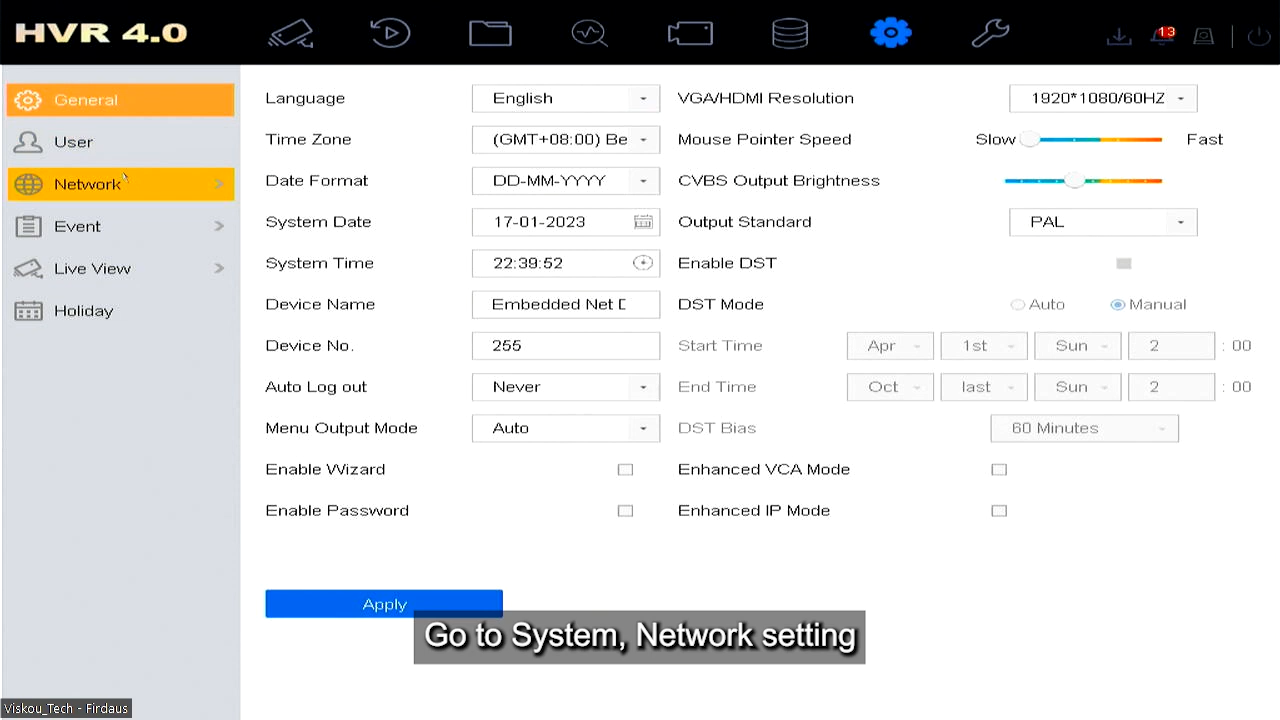 HVR 4.0
13
General
User
Network
Event
Live View
Holiday
Language English VGA/HDMI Resolution 1920*1080/60HZ
Time Zone (GMT+08:00) Be Mouse Pointer Speed Slow Fast
Date Format DD-MM-YYYY CVBS Output Brightness
System Date 17-01-2023 Output Standard PAL
System Time 22:39:52 Enable DST
Device Name Embedded Net D DST Mode Auto Manual
Device No. 255 Start Time Apr 1st Sun 2 : 00
Auto Log out Never End Time Oct last Sun 2 : 00
Menu Output Mode Auto DST Bias 60 Minutes
Enable Wizard Enhanced VCA Mode
Enable Password Enhanced IP Mode
Apply
Go to System, Network setting
Viskou_Tech - Firdaus